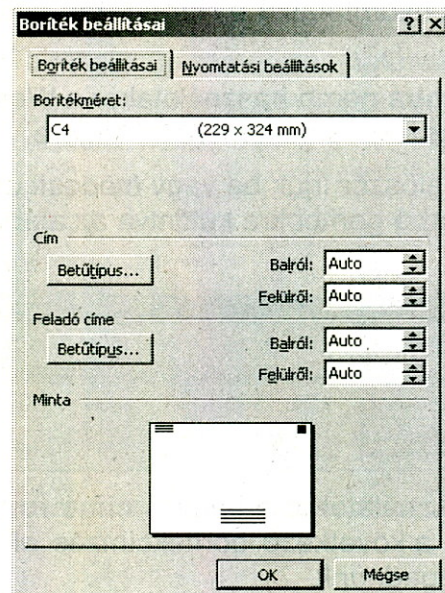 Boríték beállításai
Boríték beállításai Nyomtatási beállítások
Borítékméret:
C4 (229 x 324 mm)
Cím
Betűtípus... Balról: Auto
Felülről: Auto
Feladó címe
Betűtípus... Balról: Auto
Felülről: Auto
Minta
OK Mégse